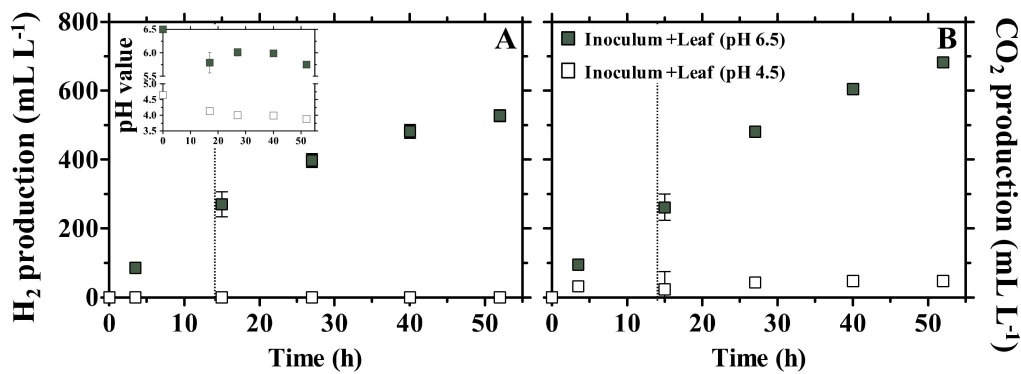 800
600
400
200
0
H2 production (mL L-1)
A
6.5
6.0
5.5
5.0
4.5
4.0
3.5
pH value
0 10 20 30 40 50
0 10 20 30 40 50
Time (h)
B
Inoculum +Leaf (pH 6.5)
Inoculum +Leaf (pH 4.5)
0 10 20 30 40 50
Time (h)
CO2 production (mL L-1)